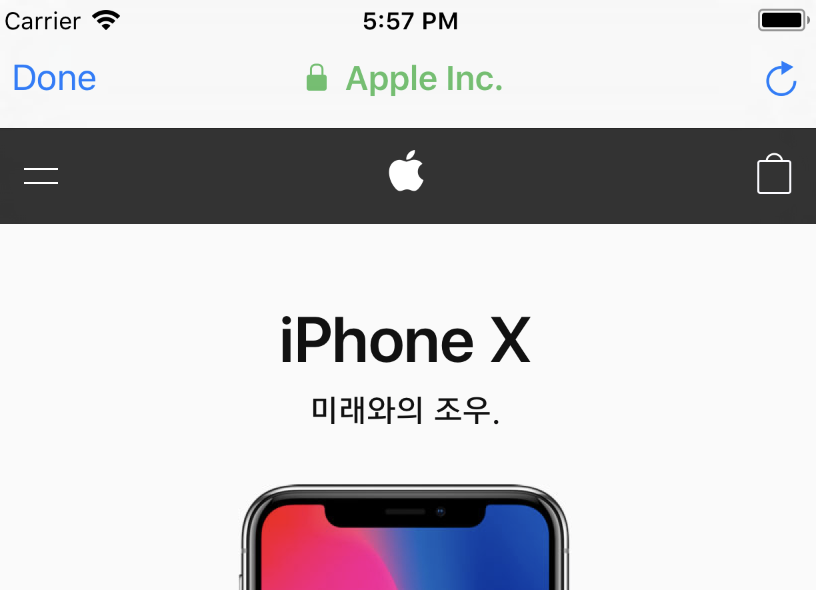 Carrier 5:57 PM
Done Apple Inc.
iPhone X
미래와의 조우.